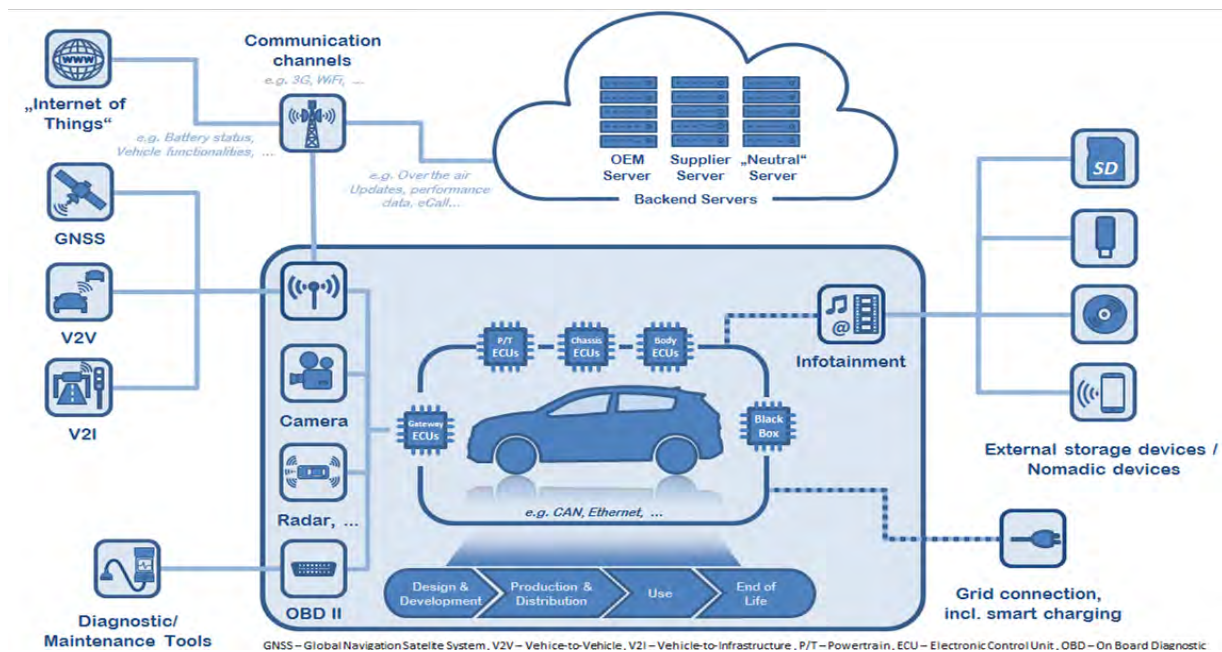 Communication
channels
e.g. 3G, WiFi, ...
WWW
„Internet of
Things“
e.g. Battery status,
Vehicle functionalities, ...
e.g. Over the air
Updates, performance
data, eCall...
OEM
Server
Supplier
Server
„Neutral“
Server
Backend Servers
GNSS
V2V
V2I
Camera
Radar, ...
OBD II
Diagnostic/
Maintenance Tools
P/T
ECUs
Chassis
ECUs
Body
ECUs
Gateway
ECUs
Black
Box
e.g. CAN, Ethernet, ...
Design &
Development
Production &
Distribution
Use
End of
Life
@
Infotainment
SD
External storage devices /
Nomadic devices
Grid connection,
incl. smart charging
GNSS – Global Navigation Satelite System, V2V – Vehice-to-Vehicle, V2I – Vehicle-to-Infrastructure, P/T – Powertrain, ECU – Electronic Control Unit, OBD – On Board Diagnostic